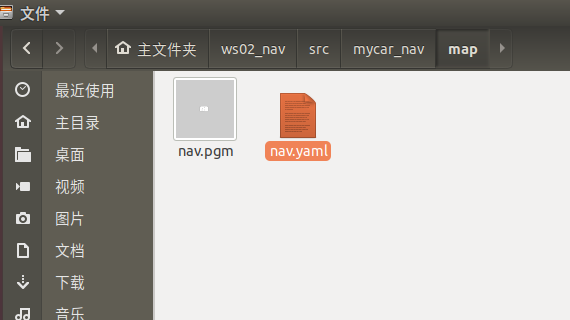 文件
主文件夹 ws02_nav src mycar_nav map
最近使用
主目录
桌面
视频
图片
文档
下载
音乐
nav.pgm nav.yaml